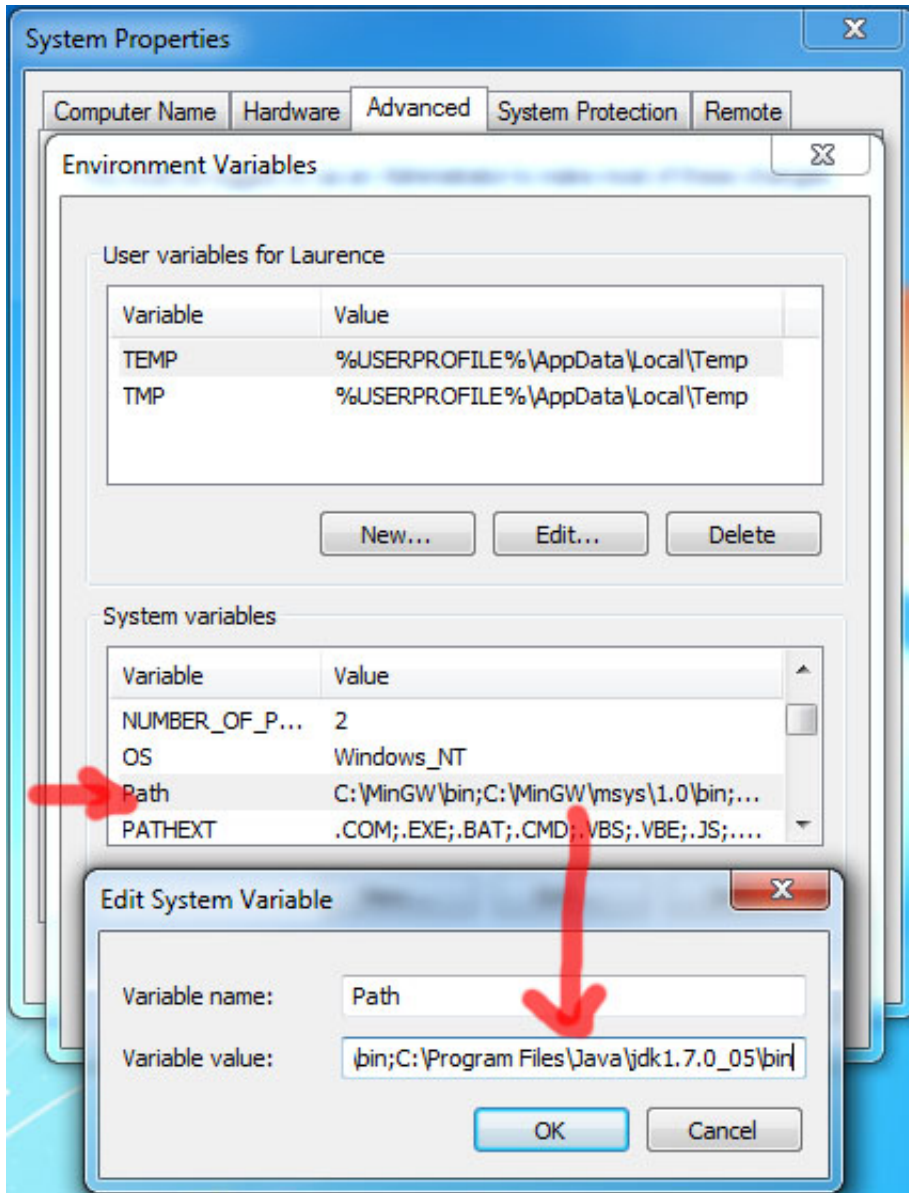 System Properties
Computer Name Hardware Advanced System Protection Remote
Environment Variables
User variables for Laurence
Variable Value
TEMP %USERPROFILE%\AppData\Local\Temp
TMP %USERPROFILE%\AppData\Local\Temp
New... Edit... Delete
System variables
Variable Value
NUMBER_OF_P... 2
OS Windows_NT
Path C:\MinGW\bin;C:\MinGW\msys\1.0\bin;...
PATHEXT .COM;.EXE;.BAT;.CMD;.VBS;.VBE;.JS;....
Edit System Variable
Variable name: Path
Variable value: \bin;C:\Program Files\Java\jdk1.7.0_05\bin
OK Cancel